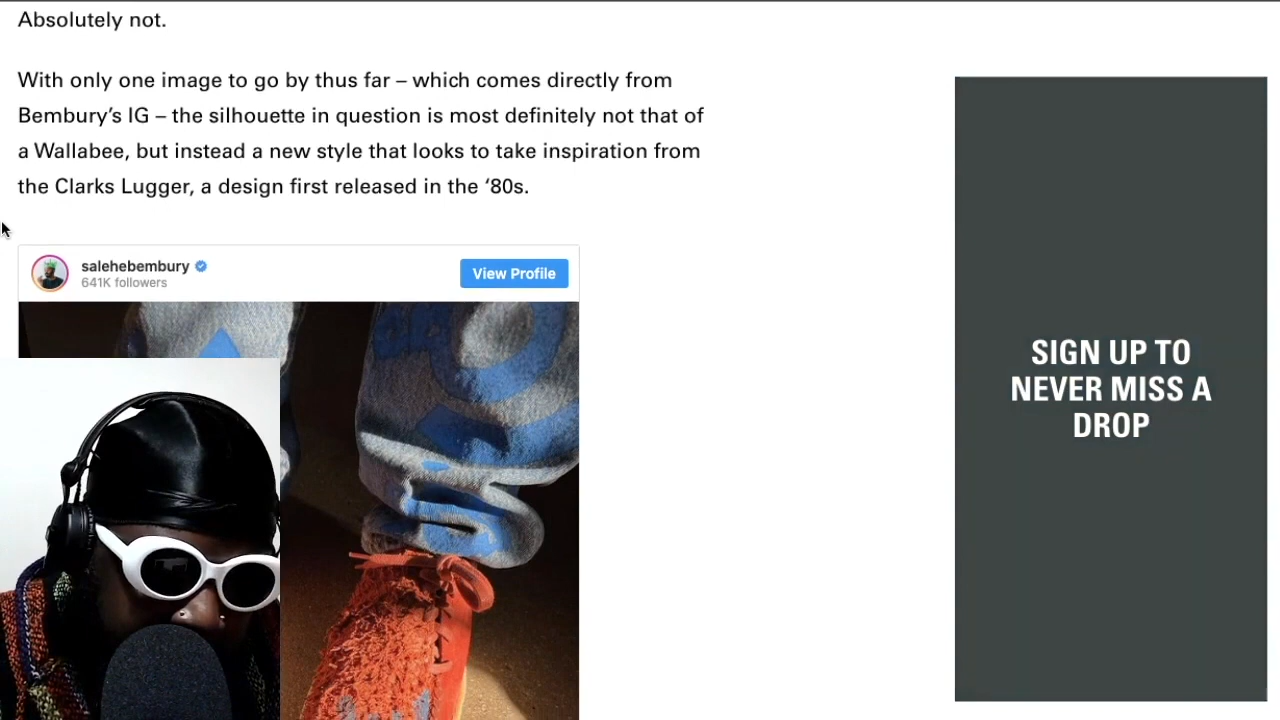 Absolutely not.
With only one image to go by thus far – which comes directly from
Bembury’s IG – the silhouette in question is most definitely not that of
a Wallabee, but instead a new style that looks to take inspiration from
the Clarks Lugger, a design first released in the ‘80s.
salehebembury
641K followers
View Profile
SIGN UP TO
NEVER MISS A
DROP